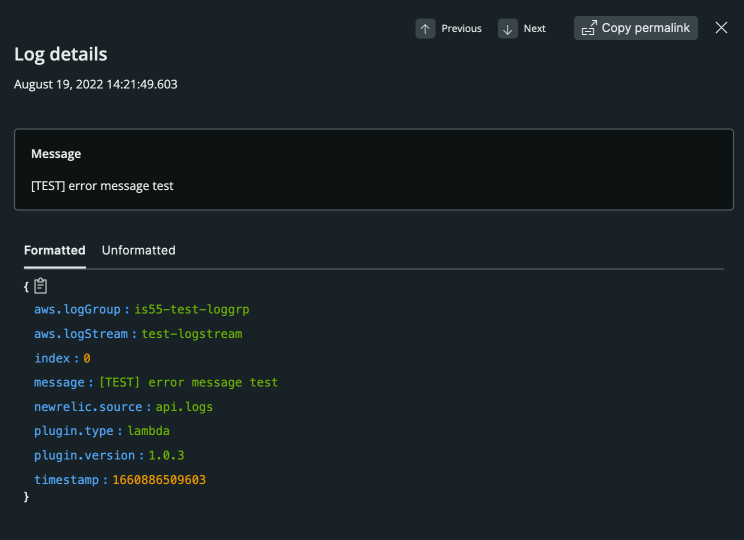 Previous Next Copy permalink
Log details
August 19, 2022 14:21:49.603
Message
[TEST] error message test
Formatted Unformatted
{
aws.logGroup : is55-test-loggrp
aws.logStream : test-logstream
index : 0
message : [TEST] error message test
newrelic.source : api.logs
plugin.type : lambda
plugin.version : 1.0.3
timestamp : 1660886509603
}